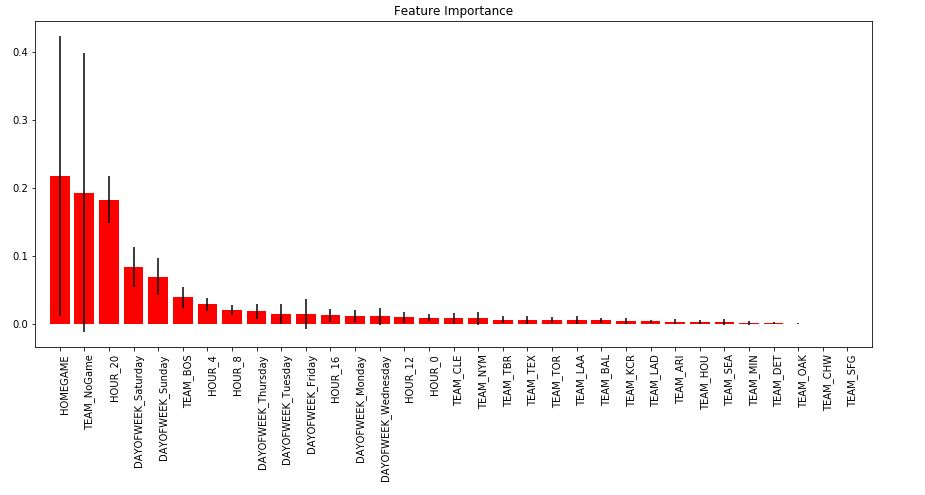 Feature Importance
0.4
0.3
0.2
0.1
0.0
HOMEGAME
TEAM_NoGame
HOUR_20
DAYOFWEEK_Saturday
DAYOFWEEK_Sunday
TEAM_BOS
HOUR_4
HOUR_8
DAYOFWEEK_Thursday
DAYOFWEEK_Tuesday
DAYOFWEEK_Friday
HOUR_16
DAYOFWEEK_Monday
DAYOFWEEK_Wednesday
HOUR_12
HOUR_0
TEAM_CLE
TEAM_NYM
TEAM_TBR
TEAM_TEX
TEAM_TOR
TEAM_LAA
TEAM_BAL
TEAM_KCR
TEAM_LAD
TEAM_ARI
TEAM_HOU
TEAM_SEA
TEAM_MIN
TEAM_DET
TEAM_OAK
TEAM_CHW
TEAM_SFG